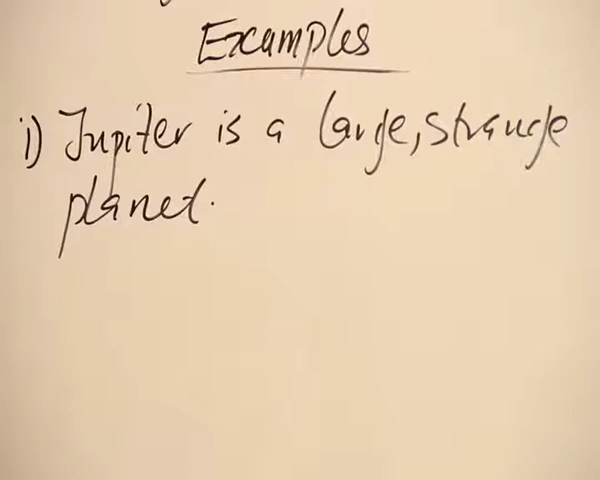 Examples
i) Jupiter is a large, strange
planet.